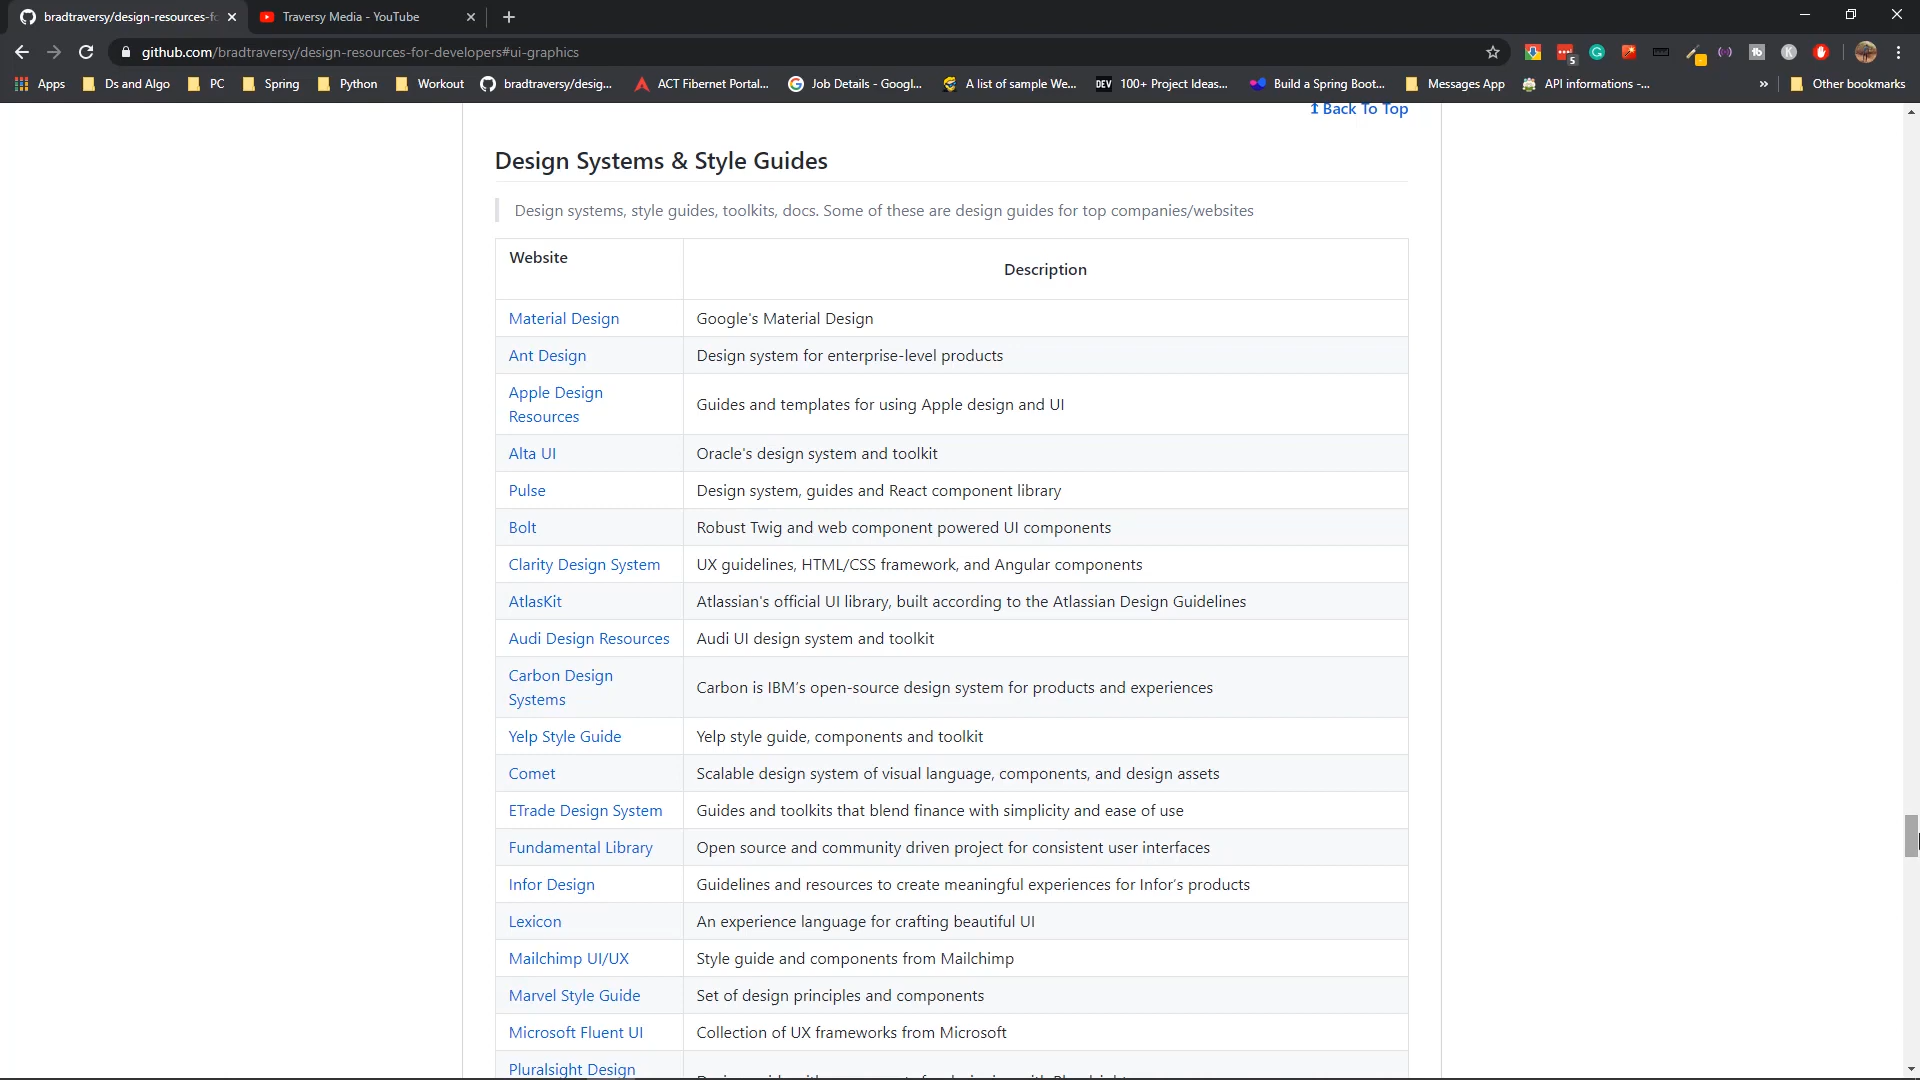 bradtraversy/design-resources-fo
Traversy Media - YouTube
github.com/bradtraversy/design-resources-for-developers#ui-graphics
5
Apps
Ds and Algo
PC
Spring
Python
Workout
bradtraversy/desig...
ACT Fibernet Portal...
Job Details - Googl...
A list of sample We...
DEV
100+ Project Ideas...
Build a Spring Boot...
Messages App
API informations -...
»
Other bookmarks
↥ Back To Top
Design Systems & Style Guides
Design systems, style guides, toolkits, docs. Some of these are design guides for top companies/websites
Website
Description
Material Design
Google's Material Design
Ant Design
Design system for enterprise-level products
Apple Design
Resources
Guides and templates for using Apple design and UI
Alta UI
Oracle's design system and toolkit
Pulse
Design system, guides and React component library
Bolt
Robust Twig and web component powered UI components
Clarity Design System
UX guidelines, HTML/CSS framework, and Angular components
AtlasKit
Atlassian's official UI library, built according to the Atlassian Design Guidelines
Audi Design Resources
Audi UI design system and toolkit
Carbon Design
Systems
Carbon is IBM’s open-source design system for products and experiences
Yelp Style Guide
Yelp style guide, components and toolkit
Comet
Scalable design system of visual language, components, and design assets
ETrade Design System
Guides and toolkits that blend finance with simplicity and ease of use
Fundamental Library
Open source and community driven project for consistent user interfaces
Infor Design
Guidelines and resources to create meaningful experiences for Infor’s products
Lexicon
An experience language for crafting beautiful UI
Mailchimp UI/UX
Style guide and components from Mailchimp
Marvel Style Guide
Set of design principles and components
Microsoft Fluent UI
Collection of UX frameworks from Microsoft
Pluralsight Design